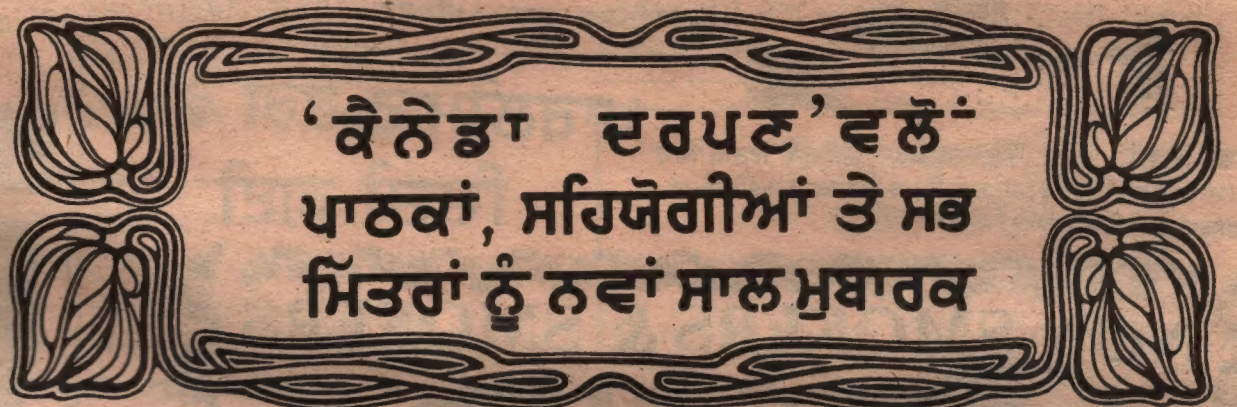 ‘ਕੈਨੇਡਾ ਦਰਪਣ’ ਵਲੋਂ
ਪਾਠਕਾਂ, ਸਹਿਯੋਗੀਆਂ ਤੇ ਸਭ
ਮਿੱਤਰਾਂ ਨੂੰ ਨਵਾਂ ਸਾਲ ਮੁਬਾਰਕ